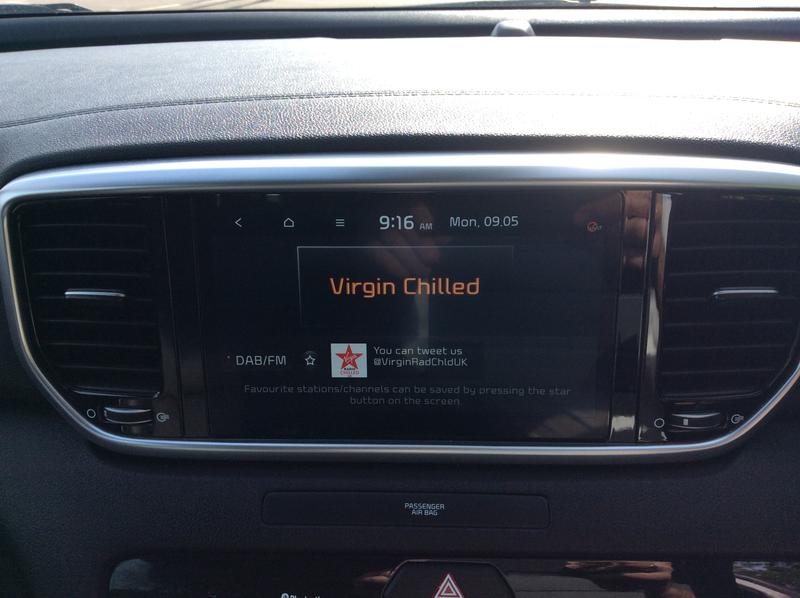 9:16 AM Mon, 09.05
Virgin Chilled
DAB/FM
You can tweet us
@VirginRadChldUK
Favourite stations/channels can be saved by pressing the star
button on the screen.
PASSENGER
AIR BAG